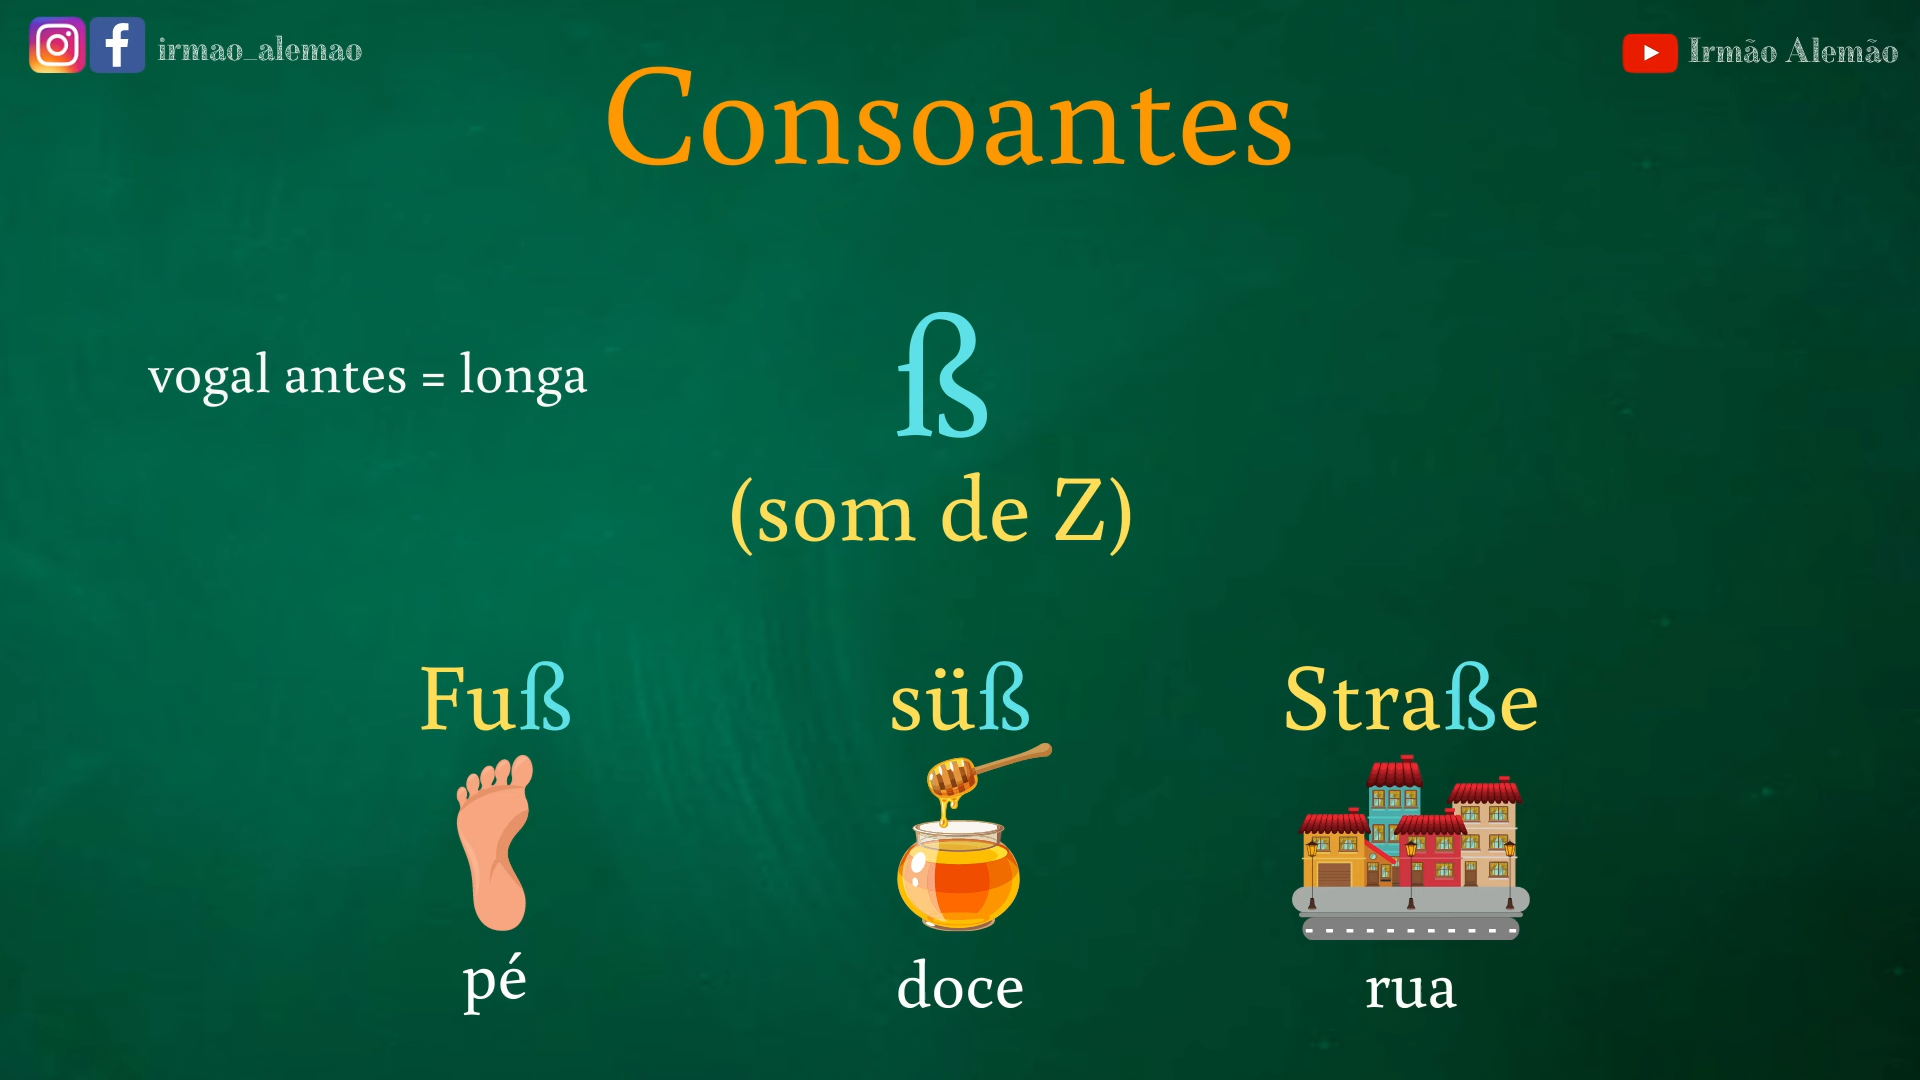 irmao_alemao
Irmão Alemão
Consoantes
vogal antes = longa
ß
(som de Z)
Fuß
süß
Straße
pé
doce
rua